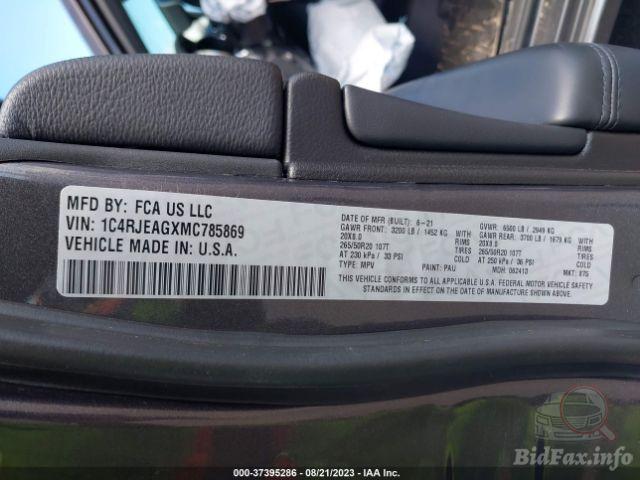 MFD BY: FCA US LLC
VIN: 1C4RJEAGXMC785869
VEHICLE MADE IN: U.S.A.
DATE OF MFR (BUILT): 6-21
GVWR: 6500 LB / 2949 KG
GAWR FRONT: 3200 LB / 1452 KG WITH
GAWR REAR: 3700 LB / 1679 KG WITH
20X8.0 RIMS
20X8.0 RIMS
265/50R20 107T TIRES
265/50R20 107T TIRES
AT 230 kPa / 33 PSI COLD
AT 250 kPa / 36 PSI COLD
TYPE: MPV PAINT: PAU MDH: 062410
THIS VEHICLE CONFORMS TO ALL APPLICABLE U.S.A. FEDERAL MOTOR VEHICLE SAFETY
STANDARDS IN EFFECT ON THE DATE OF MANUFACTURE SHOWN ABOVE.
000-37395286 - 08/21/2023 - IAA Inc.
BidFax.info